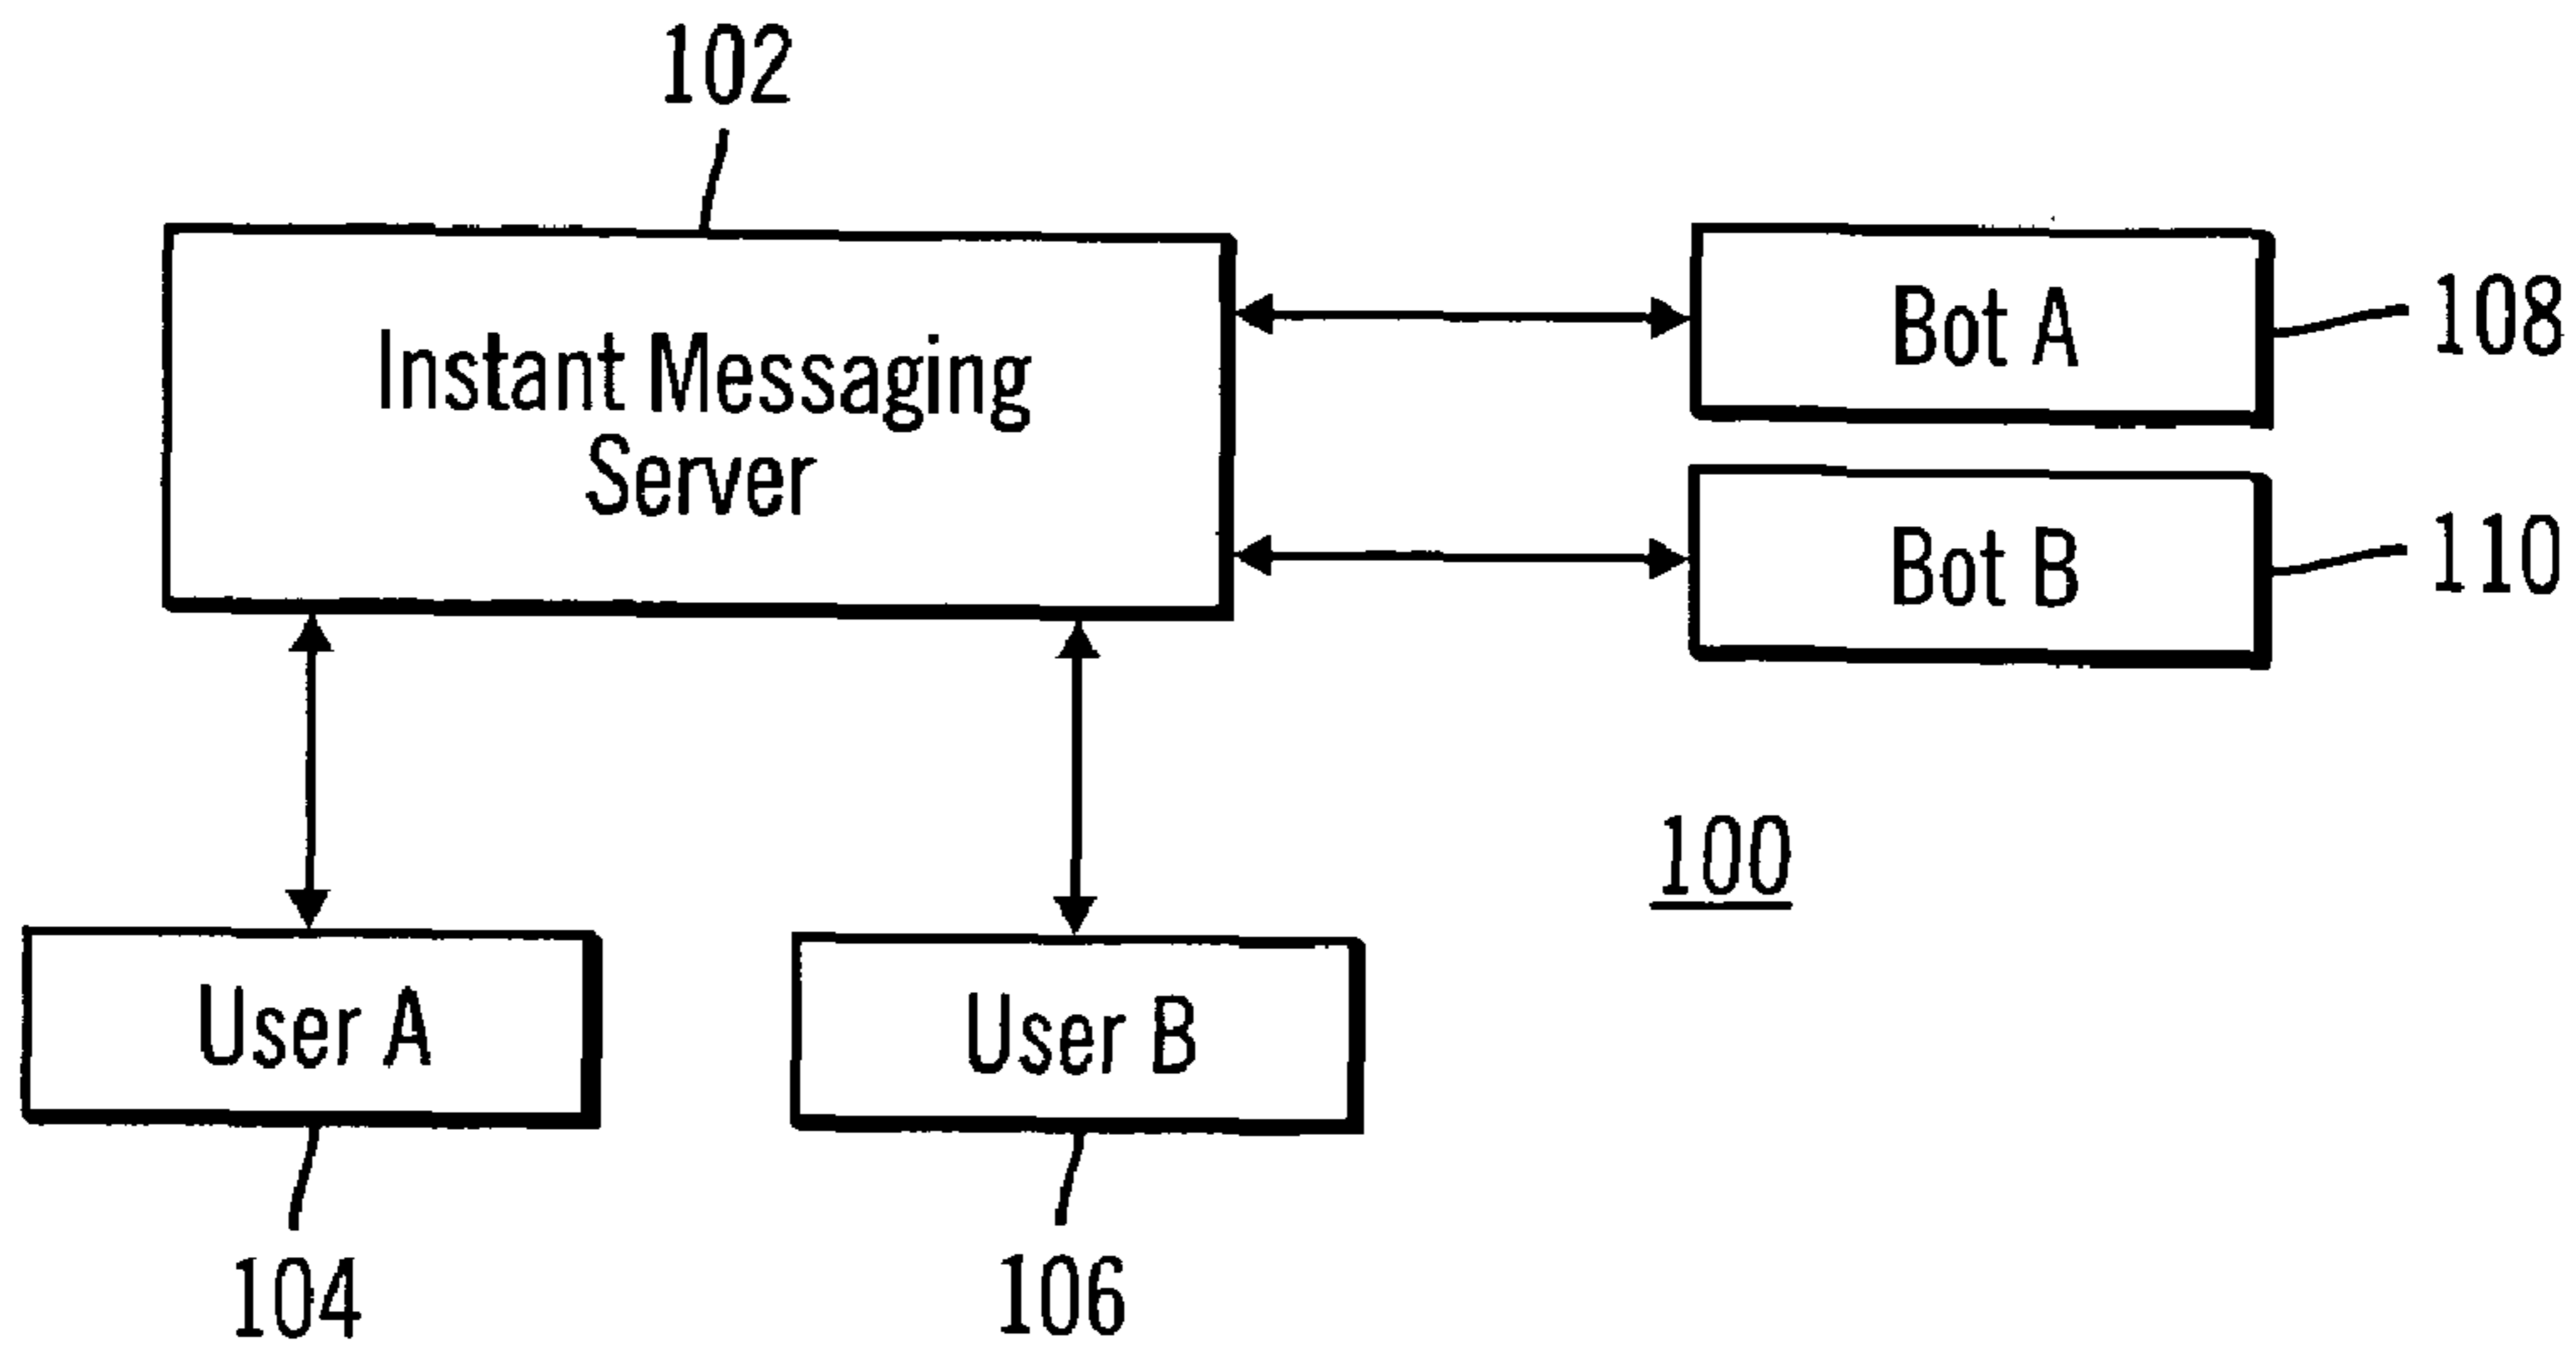 102
Instant Messaging
Server
Bot A
108
Bot B
110
100
User A
User B
104
106